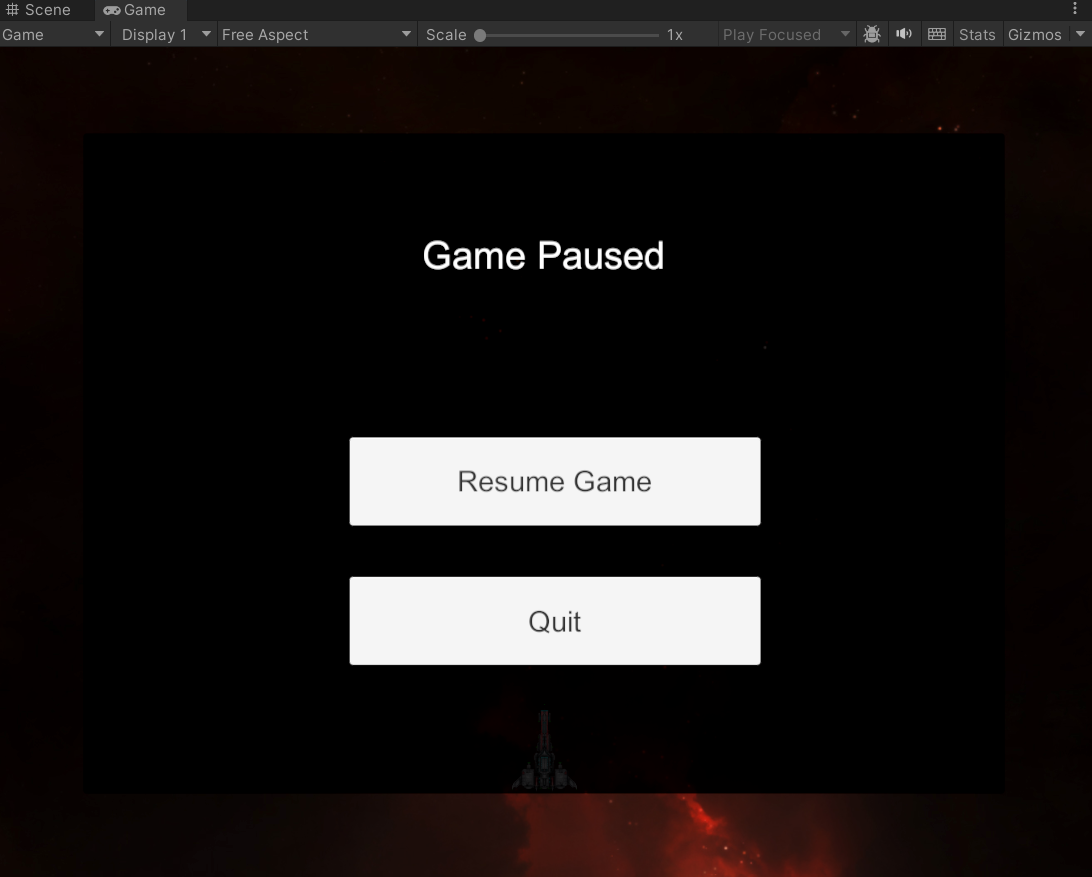 Scene Game
Game Display 1 Free Aspect Scale 1x Play Focused Stats Gizmos
Game Paused
Resume Game
Quit